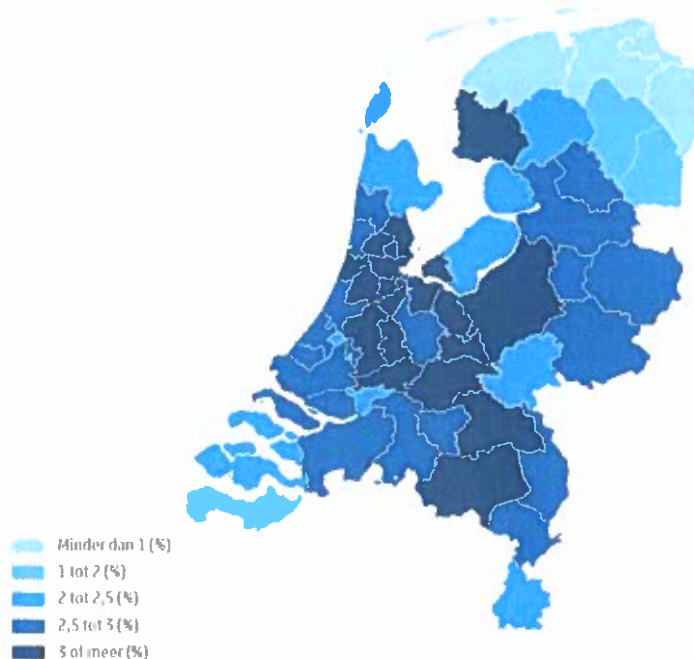 Minder dan 1 (%)
1 tot 2 (%)
2 tot 2,5 (%)
2,5 tot 3 (%)
3 of meer (%)